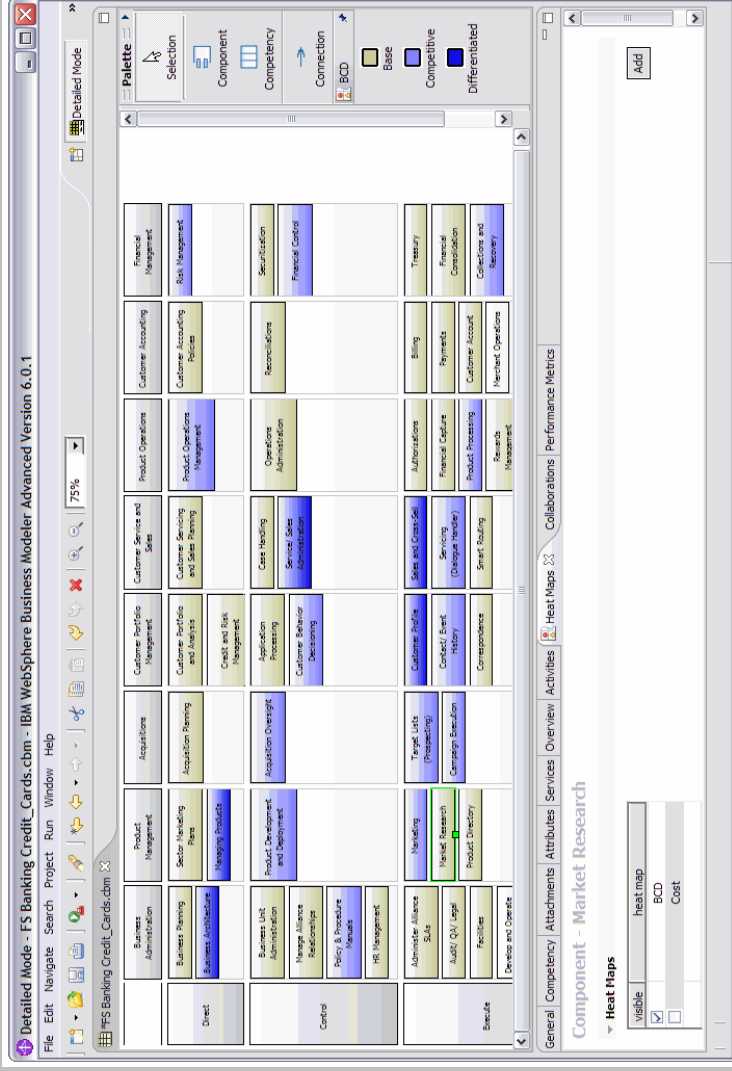 Detailed Mode - FS Banking Credit_Cards.cbm - IBM WebSphere Business Modeler Advanced Version 6.0.1
File Edit Navigate Search Project Run Window Help
75%
Detailed Mode
*FS Banking Credit_Cards.cbm
Business Administration
Product Management
Acquisitions
Customer Portfolio Management
Customer Service and Sales
Product Operations
Customer Accounting
Financial Management
Direct
Business Planning
Business Architecture
Sector Marketing Plans
Managing Products
Acquisition Planning
Customer Portfolio and Analysis
Credit and Risk Management
Customer Servicing and Sales Planning
Product Operations Management
Customer Accounting Policies
Risk Management
Control
Business Unit Administration
Manage Alliance Relationships
Policy & Procedure Manuals
HR Management
Product Development and Deployment
Acquisition Oversight
Application Processing
Customer Behavior Decisioning
Case Handling
Service/ Sales Administration
Operations Administration
Reconciliations
Securitization
Financial Control
Execute
Administer Alliance SLAs
Audit/ QA/ Legal
Facilities
Develop and Operate
Marketing
Market Research
Product Directory
Target Lists (Prospecting)
Campaign Execution
Customer Profile
Contact/ Event History
Correspondence
Sales and Cross-Sell
Servicing (Dialogue Handler)
Smart Routing
Authorizations
Financial Capture
Product Processing
Rewards Management
Billing
Payments
Customer Account
Merchant Operations
Treasury
Financial Consolidation
Collections and Recovery
Palette
Selection
Component
Competency
Connection
BCD
Base
Competitive
Differentiated
General Competency Attachments Attributes Services Overview Activities Heat Maps Collaborations Performance Metrics
Component - Market Research
Heat Maps
visible heat map
BCD
Cost
Add